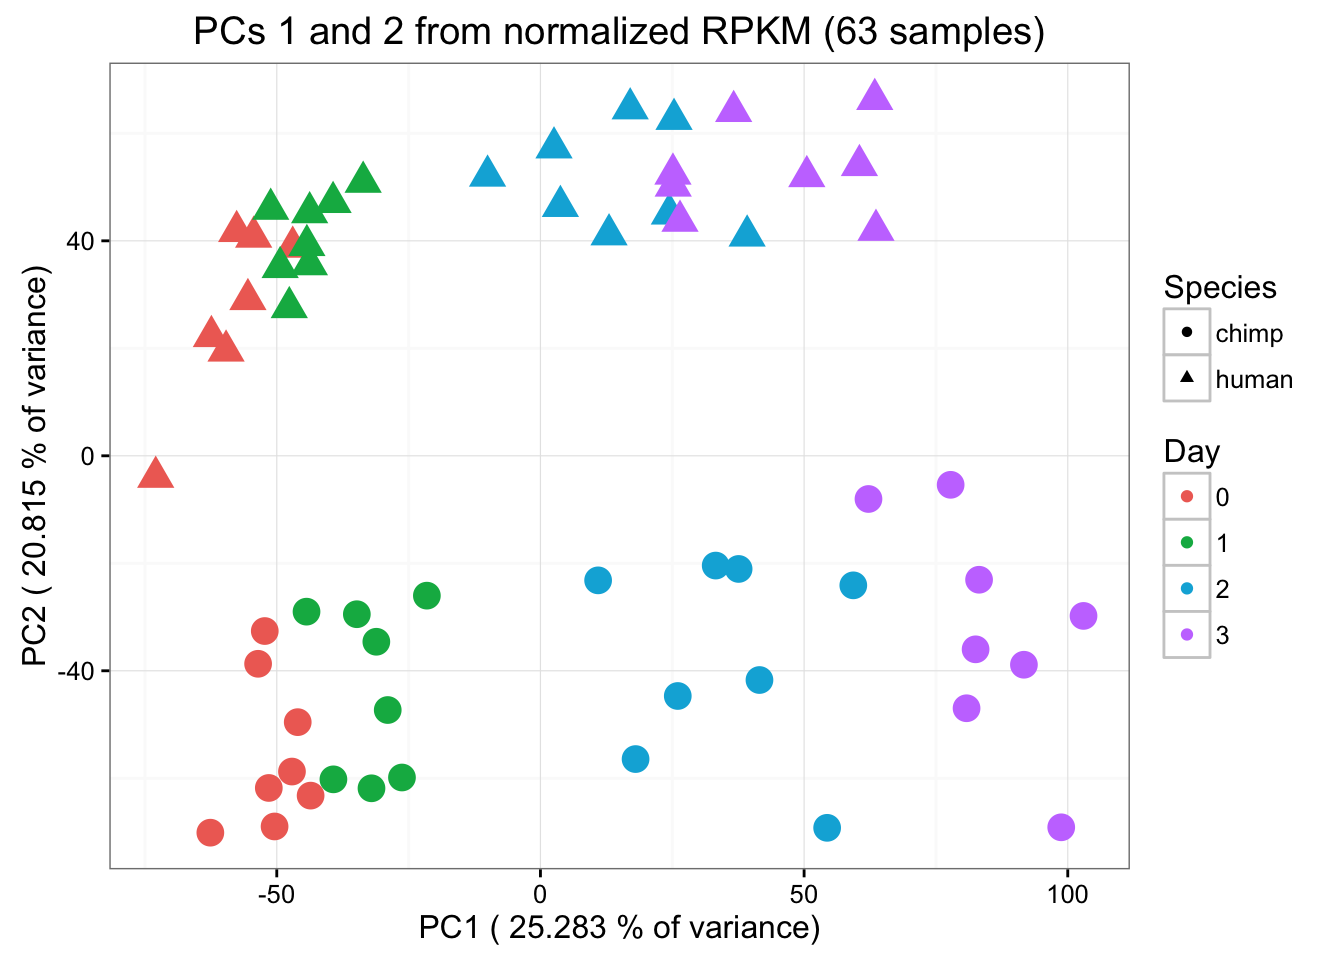 PCs 1 and 2 from normalized RPKM (63 samples)
PC2 ( 20.815 % of variance)
40
0
-40
-50
0
50
100
PC1 ( 25.283 % of variance)
Species
chimp
human
Day
0
1
2
3